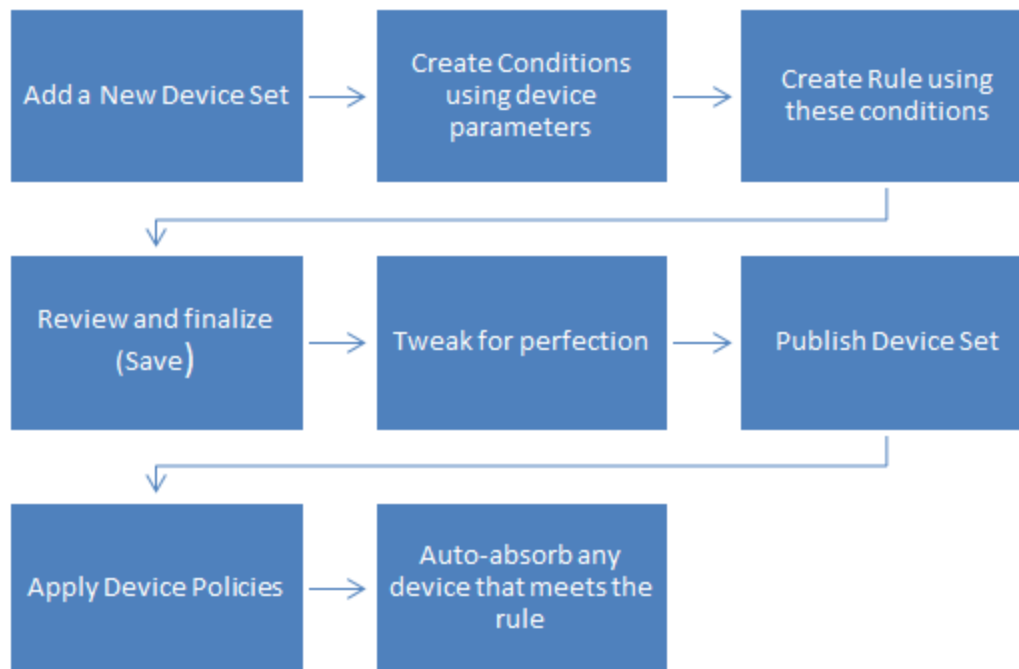 Add a New Device Set
Create Conditions
using device
parameters
Create Rule using
these conditions
Review and finalize
(Save)
Tweak for perfection
Publish Device Set
Apply Device Policies
Auto-absorb any
device that meets the
rule